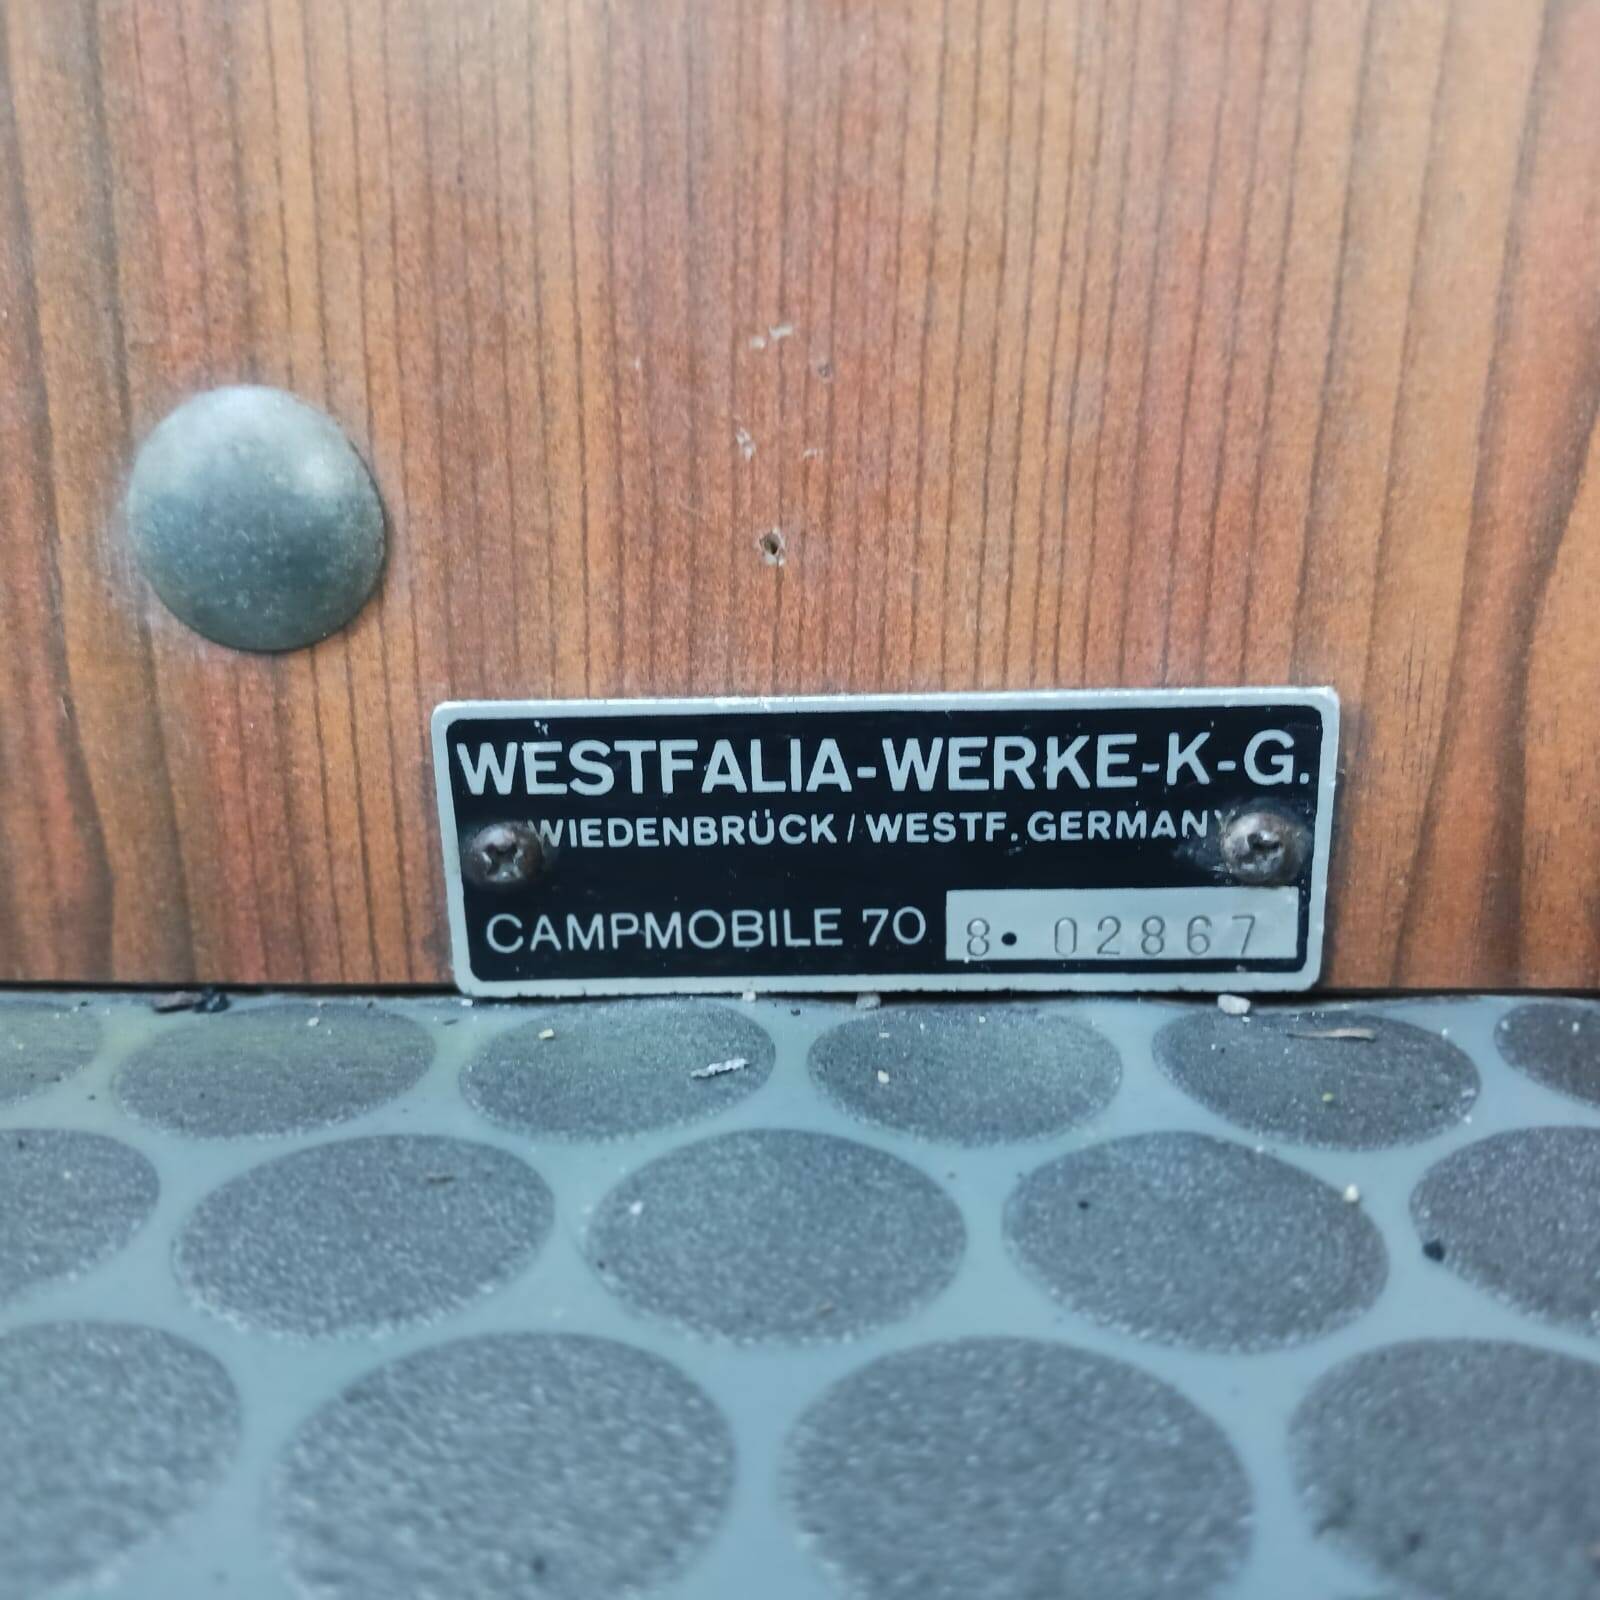 WESTFALIA-WERKE-K-G.
WIEDENBRÜCK / WESTF. GERMANY
CAMPMOBILE 70 8• 02867